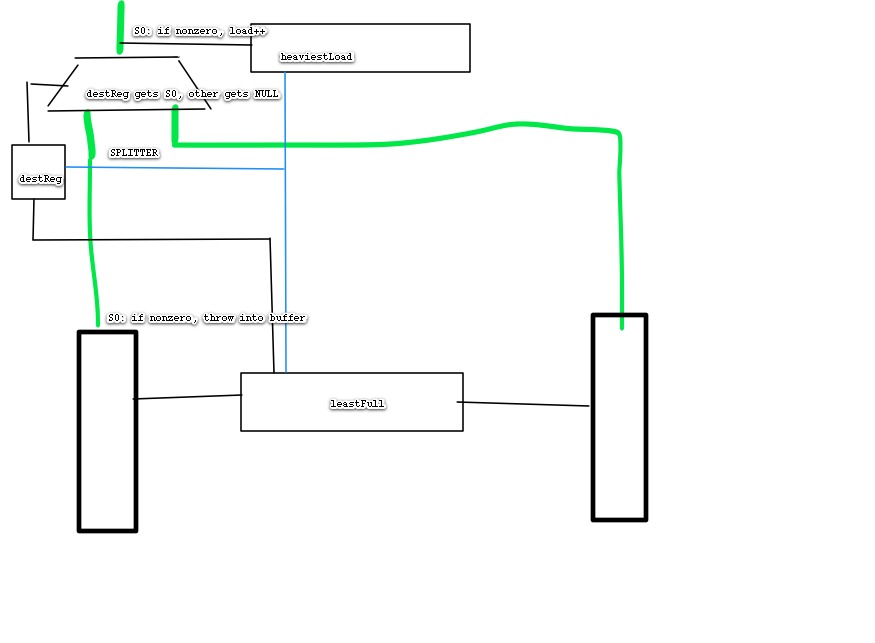 S0: if nonzero, load++
heaviestLoad
destReg gets S0, other gets NULL
SPLITTER
destReg
S0: if nonzero, throw into buffer
leastFull